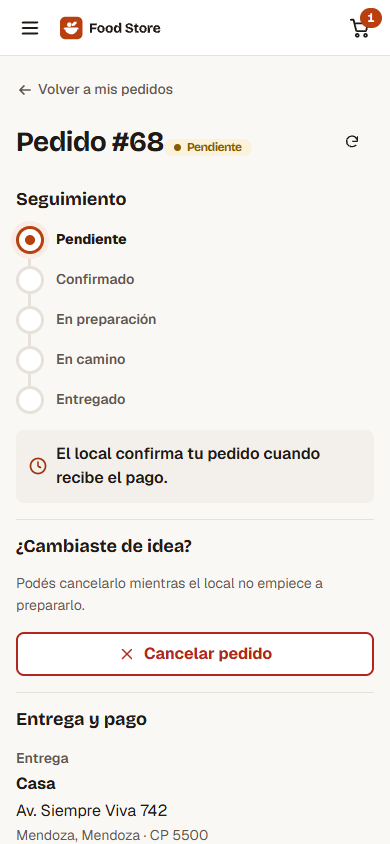 Food Store
1
Volver a mis pedidos
Pedido #68
Pendiente
Seguimiento
Pendiente
Confirmado
En preparación
En camino
Entregado
El local confirma tu pedido cuando
recibe el pago.
¿Cambiaste de idea?
Podés cancelarlo mientras el local no empiece a
prepararlo.
Cancelar pedido
Entrega y pago
Entrega
Casa
Av. Siempre Viva 742
Mendoza, Mendoza · CP 5500